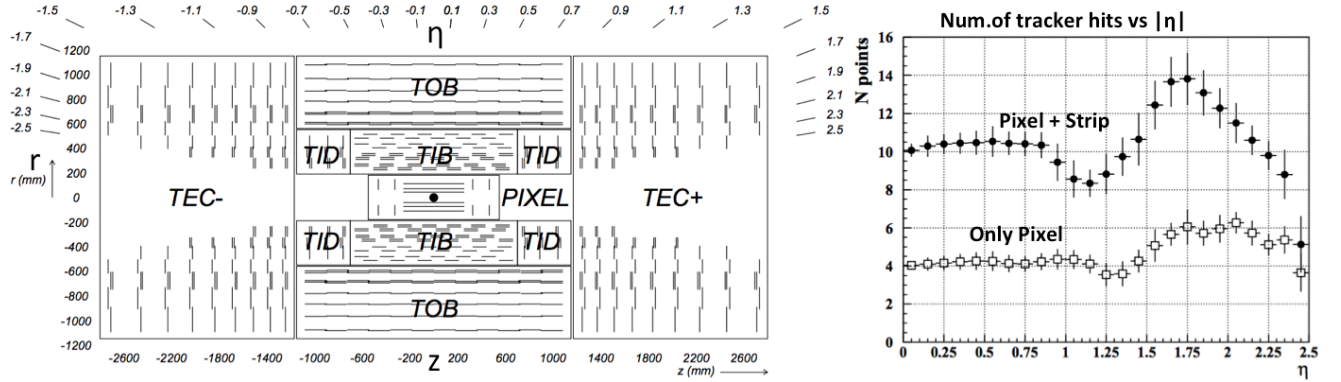 -1.5 -1.3 -1.1 -0.9 -0.7 -0.5 -0.3 -0.1 0.1 0.3 0.5 0.7 0.9 1.1 1.3 1.5
η
-1.7
-1.9
-2.1
-2.3
-2.5
1.7
1.9
2.1
2.3
2.5
1200
1000
800
600
400
200
0
-200
-400
-600
-800
-1000
-1200
r
r (mm)
TOB
TID TIB TID
TEC- PIXEL TEC+
TID TIB TID
TOB
-2600 -2200 -1800 -1400 -1000 -600 -200 200 600 1000 1400 1800 2200 2600
z
z (mm)
Num.of tracker hits vs |η|
N points
16
14
12
10
8
6
4
2
0
Pixel + Strip
Only Pixel
0 0.25 0.5 0.75 1 1.25 1.5 1.75 2 2.25 2.5
η